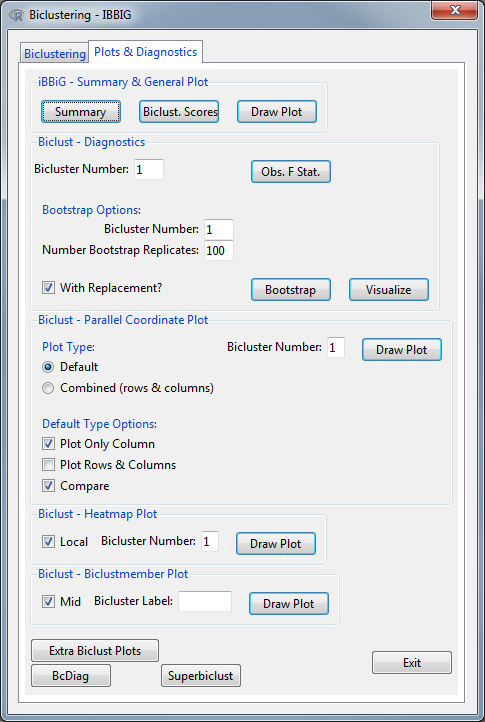 Biclustering - IBBIG
Biclustering Plots & Diagnostics
iBBiG - Summary & General Plot
Summary Biclust. Scores Draw Plot
Biclust - Diagnostics
Bicluster Number: 1 Obs. F Stat.
Bootstrap Options:
Bicluster Number: 1
Number Bootstrap Replicates: 100
With Replacement? Bootstrap Visualize
Biclust - Parallel Coordinate Plot
Plot Type: Bicluster Number: 1 Draw Plot
Default
Combined (rows & columns)
Default Type Options:
Plot Only Column
Plot Rows & Columns
Compare
Biclust - Heatmap Plot
Local Bicluster Number: 1 Draw Plot
Biclust - Biclustmember Plot
Mid Bicluster Label: Draw Plot
Extra Biclust Plots
Exit
BcDiag Superbiclust